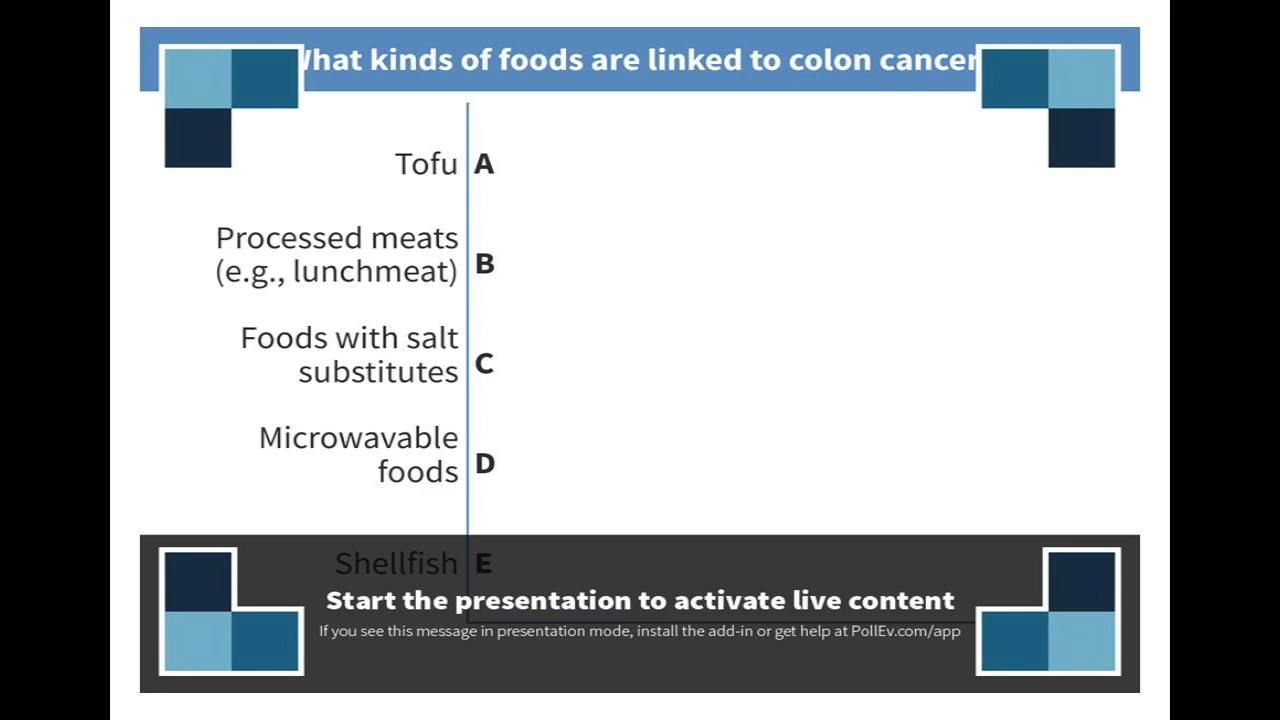 What kinds of foods are linked to colon cancer
Tofu A
Processed meats
(e.g., lunchmeat) B
Foods with salt
substitutes C
Microwavable
foods D
Shellfish E
Start the presentation to activate live content
If you see this message in presentation mode, install the add-in or get help at PollEv.com/app